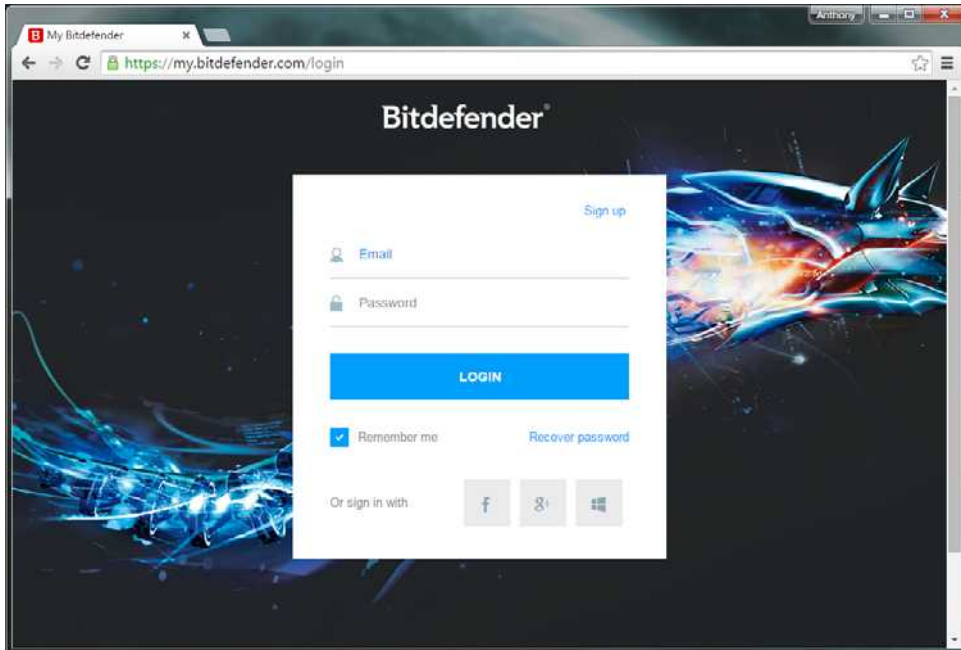 Anthony
My Bitdefender
https://my.bitdefender.com/login
Bitdefender®
Sign up
Email
Password
LOGIN
Remember me Recover password
Or sign in with